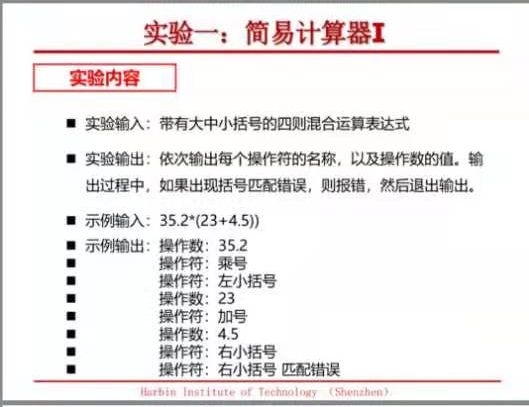 实验一：简易计算器I
实验内容
■ 实验输入：带有大中小括号的四则混合运算表达式
■ 实验输出：依次输出每个操作符的名称，以及操作数的值。输
出过程中，如果出现括号匹配错误，则报错，然后退出输出。
■ 示例输入：35.2*(23+4.5))
■ 示例输出：操作数：35.2
■ 操作符：乘号
■ 操作符：左小括号
■ 操作数：23
■ 操作符：加号
■ 操作数：4.5
■ 操作符：右小括号
■ 操作符：右小括号 匹配错误
Harbin Institute of Technology （Shenzhen）